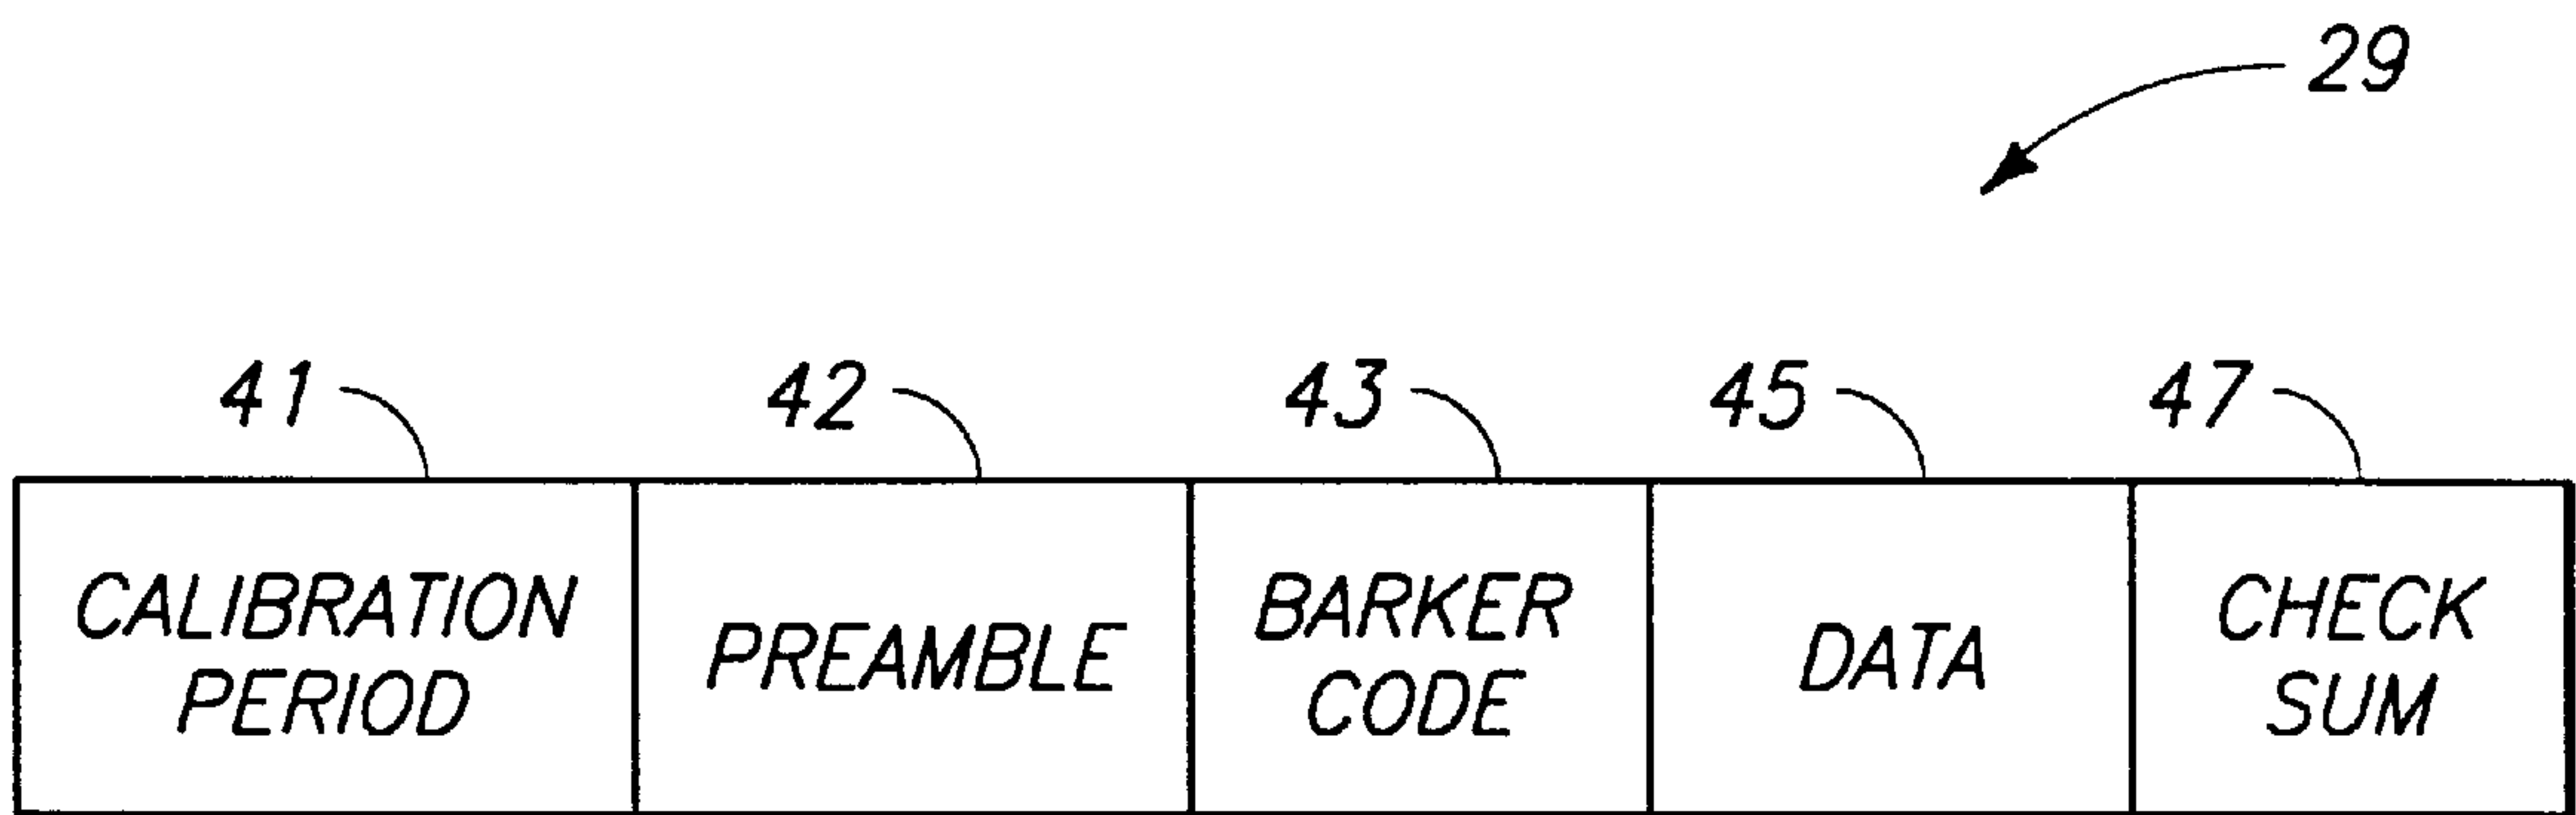 29
41
42
43
45
47
CALIBRATION
PERIOD
PREAMBLE
BARKER
CODE
DATA
CHECK
SUM